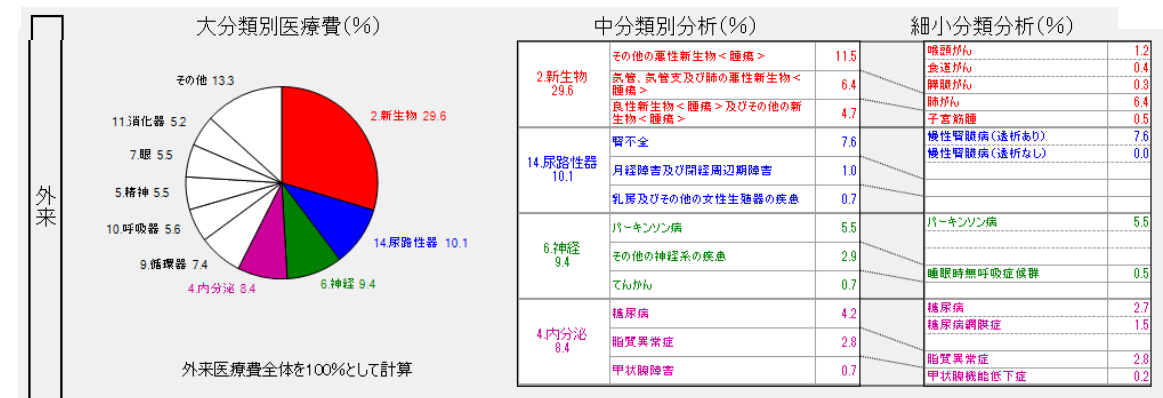 大分類別医療費(%)
中分類別分析(%)
細小分類分析(%)
外来
その他 13.3
11.消化器 5.2
7.眼 5.5
5.精神 5.5
10.呼吸器 5.6
9.循環器 7.4
4.内分泌 8.4
6.神経 9.4
14.尿路性器 10.1
2.新生物 29.6
外来医療費全体を100%として計算
2.新生物
29.6
その他の悪性新生物<腫瘍> 11.5
気管、気管支及び肺の悪性新生物<
腫瘍> 6.4
良性新生物<腫瘍>及びその他の新
生物<腫瘍> 4.7
14.尿路性器
10.1
腎不全 7.6
月経障害及び閉経周辺期障害 1.0
乳房及びその他の女性生殖器の疾患 0.7
6.神経
9.4
パーキンソン病 5.5
その他の神経系の疾患 2.9
てんかん 0.7
4.内分泌
8.4
糖尿病 4.2
脂質異常症 2.8
甲状腺障害 0.7
喉頭がん 1.2
食道がん 0.4
膵臓がん 0.3
肺がん 6.4
子宮筋腫 0.5
慢性腎臓病(透析あり) 7.6
慢性腎臓病(透析なし) 0.0
パーキンソン病 5.5
睡眠時無呼吸症候群 0.5
糖尿病 2.7
糖尿病網膜症 1.5
脂質異常症 2.8
甲状腺機能低下症 0.2